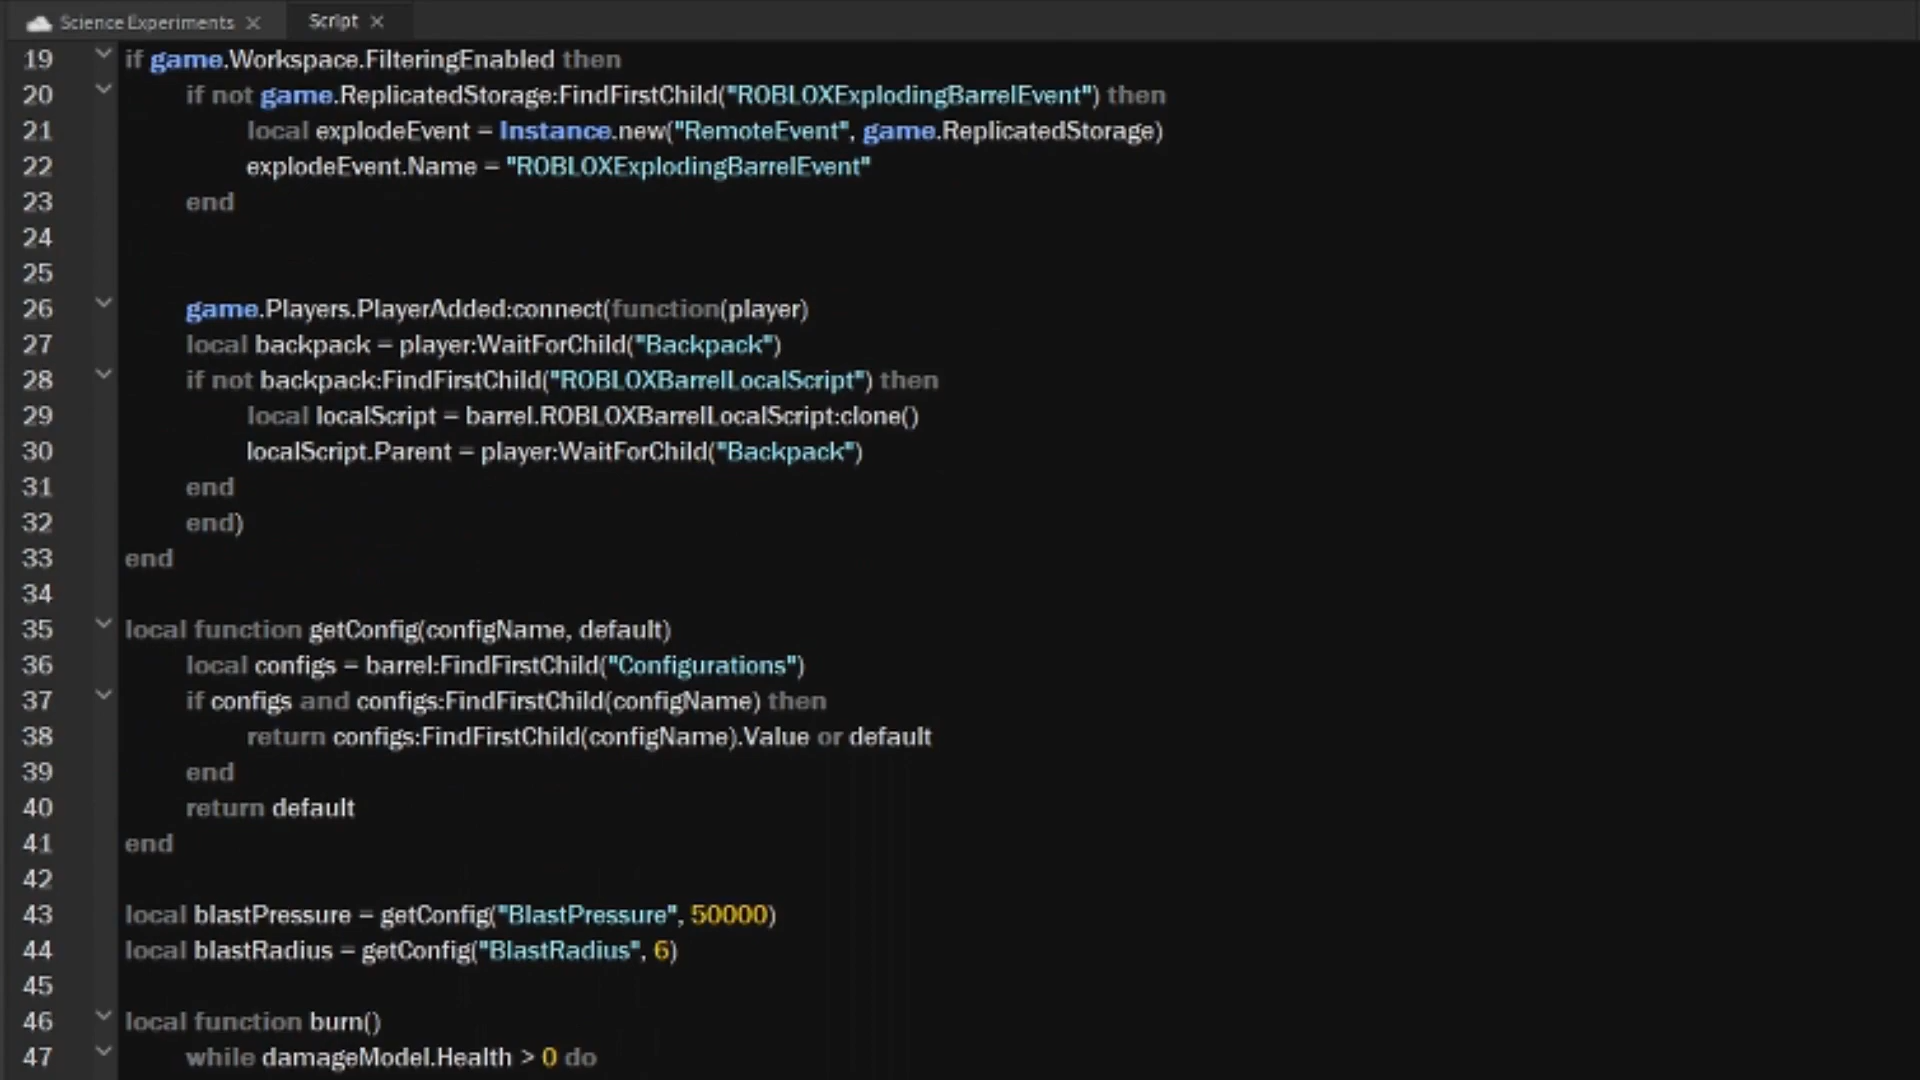 Science Experiments
Script
19 if game.Workspace.FilteringEnabled then
20 if not game.ReplicatedStorage:FindFirstChild("ROBLOXExplodingBarrelEvent") then
21 local explodeEvent = Instance.new("RemoteEvent", game.ReplicatedStorage)
22 explodeEvent.Name = "ROBLOXExplodingBarrelEvent"
23 end
24
25
26 game.Players.PlayerAdded:connect(function(player)
27 local backpack = player:WaitForChild("Backpack")
28 if not backpack:FindFirstChild("ROBLOXBarrelLocalScript") then
29 local localScript = barrel.ROBLOXBarrelLocalScript:clone()
30 localScript.Parent = player:WaitForChild("Backpack")
31 end
32 end)
33 end
34
35 local function getConfig(configName, default)
36 local configs = barrel:FindFirstChild("Configurations")
37 if configs and configs:FindFirstChild(configName) then
38 return configs:FindFirstChild(configName).Value or default
39 end
40 return default
41 end
42
43 local blastPressure = getConfig("BlastPressure", 50000)
44 local blastRadius = getConfig("BlastRadius", 6)
45
46 local function burn()
47 while damageModel.Health > 0 do